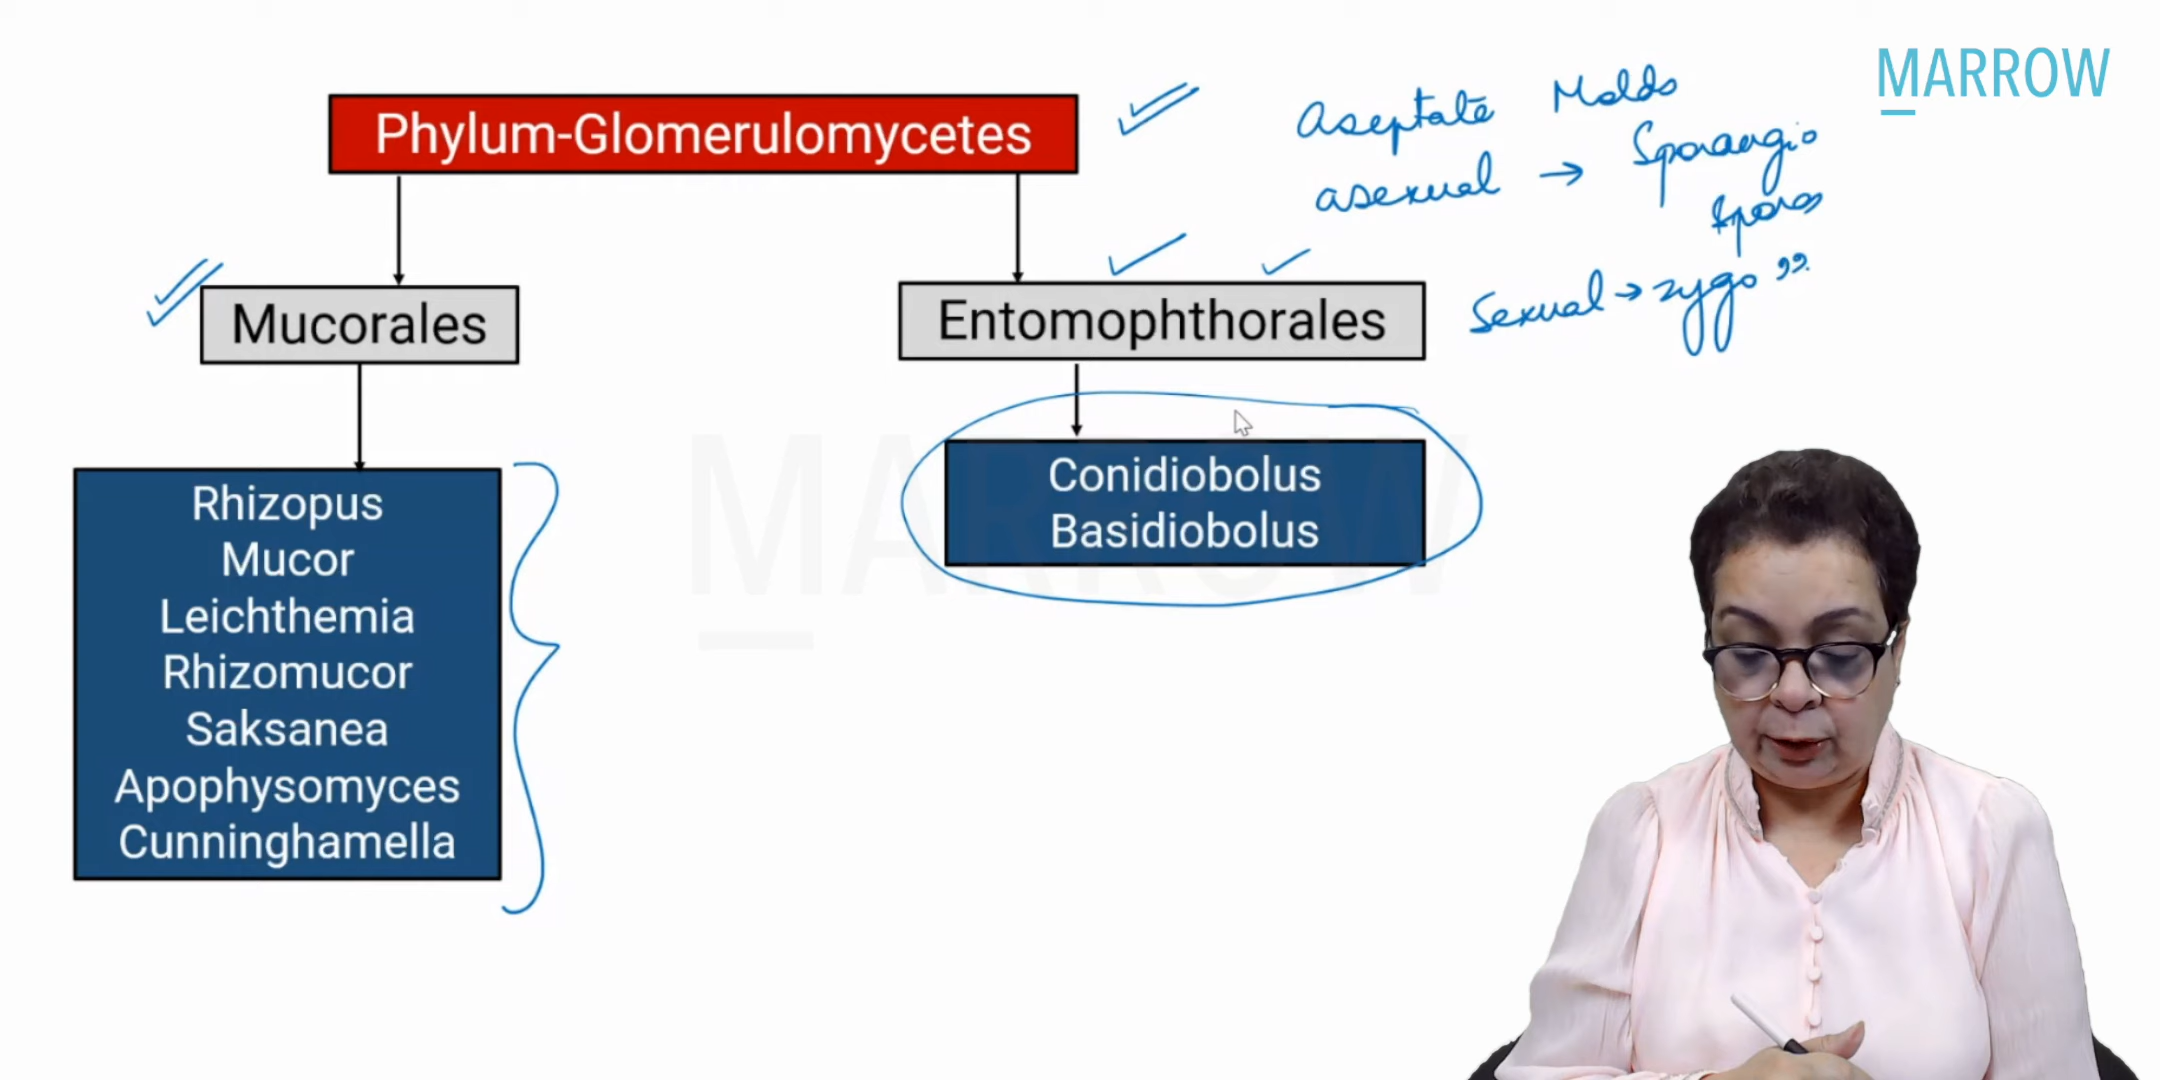 MARROW
Phylum-Glomerulomycetes
Aseptate Molds
asexual → Sporangio
spores
Sexual → zygo "
Mucorales
Entomophthorales
Rhizopus
Mucor
Leichthemia
Rhizomucor
Saksanea
Apophysomyces
Cunninghamella
Conidiobolus
Basidiobolus
MARROW